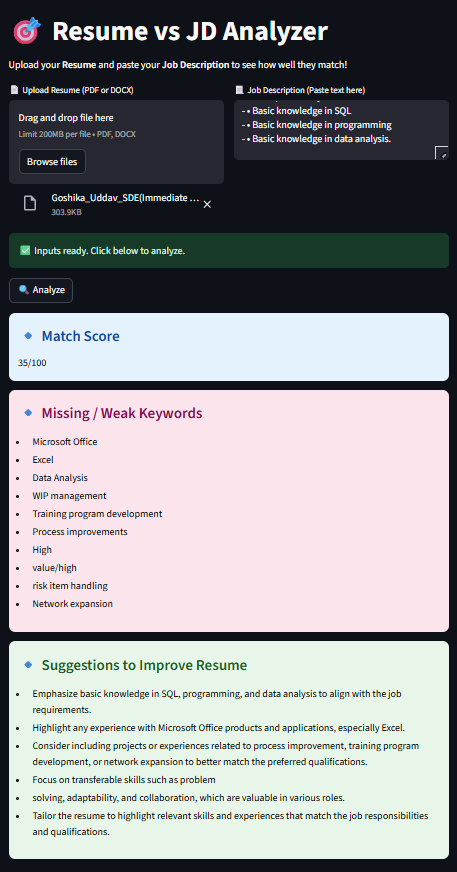 Resume vs JD Analyzer
Upload your Resume and paste your Job Description to see how well they match!
Upload Resume (PDF or DOCX)
Drag and drop file here
Limit 200MB per file • PDF, DOCX
Browse files
Goshika_Uddav_SDE(Immediate ...
303.9KB
Job Description (Paste text here)
- • Basic knowledge in SQL
- • Basic knowledge in programming
- • Basic knowledge in data analysis.
Inputs ready. Click below to analyze.
Analyze
Match Score
35/100
Missing / Weak Keywords
• Microsoft Office
• Excel
• Data Analysis
• WIP management
• Training program development
• Process improvements
• High
• value/high
• risk item handling
• Network expansion
Suggestions to Improve Resume
• Emphasize basic knowledge in SQL, programming, and data analysis to align with the job
requirements.
• Highlight any experience with Microsoft Office products and applications, especially Excel.
• Consider including projects or experiences related to process improvement, training program
development, or network expansion to better match the preferred qualifications.
• Focus on transferable skills such as problem
• solving, adaptability, and collaboration, which are valuable in various roles.
• Tailor the resume to highlight relevant skills and experiences that match the job responsibilities
and qualifications.